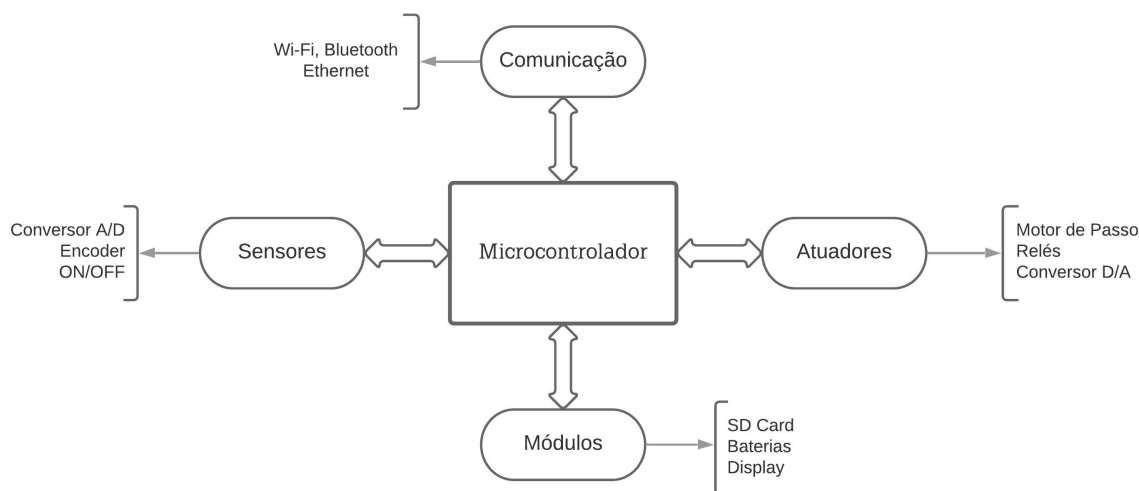 Wi-Fi, Bluetooth
Ethernet
Comunicação
Conversor A/D
Encoder
ON/OFF
Sensores
Microcontrolador
Atuadores
Motor de Passo
Relés
Conversor D/A
Módulos
SD Card
Baterias
Display